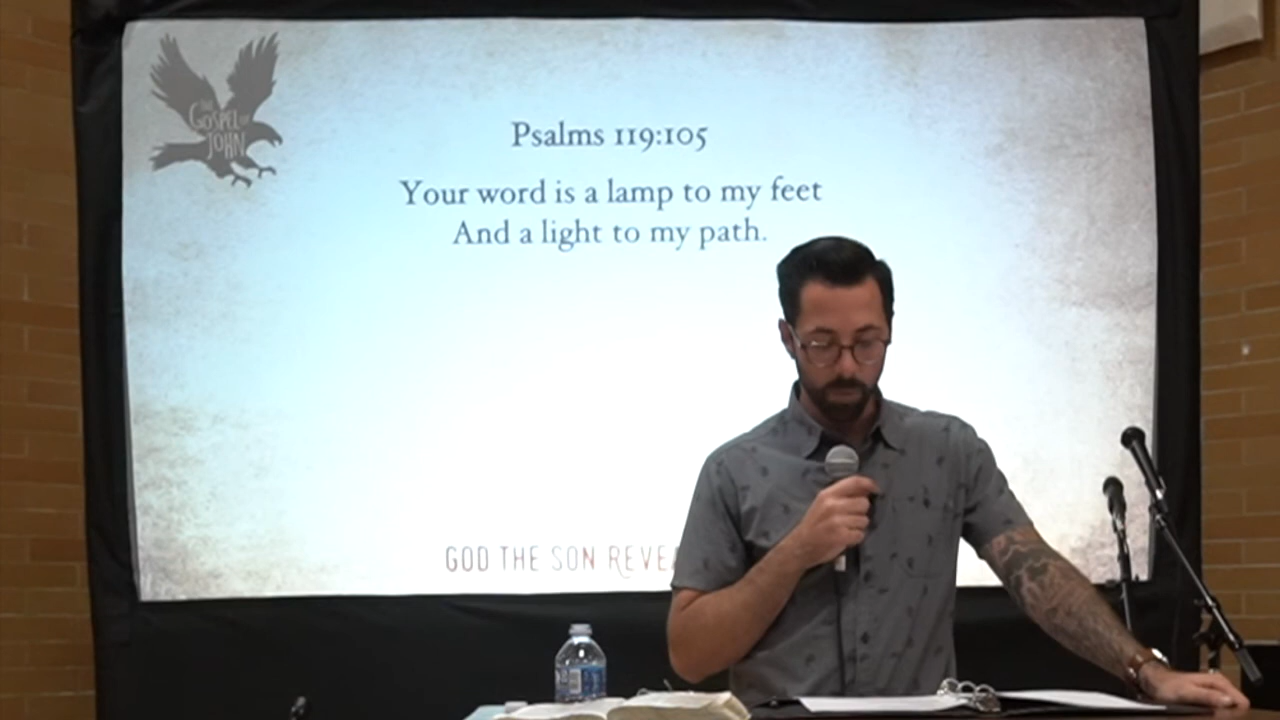 THE
GOSPEL OF
JOHN
Psalms 119:105
Your word is a lamp to my feet
And a light to my path.
GOD THE SON REVEA